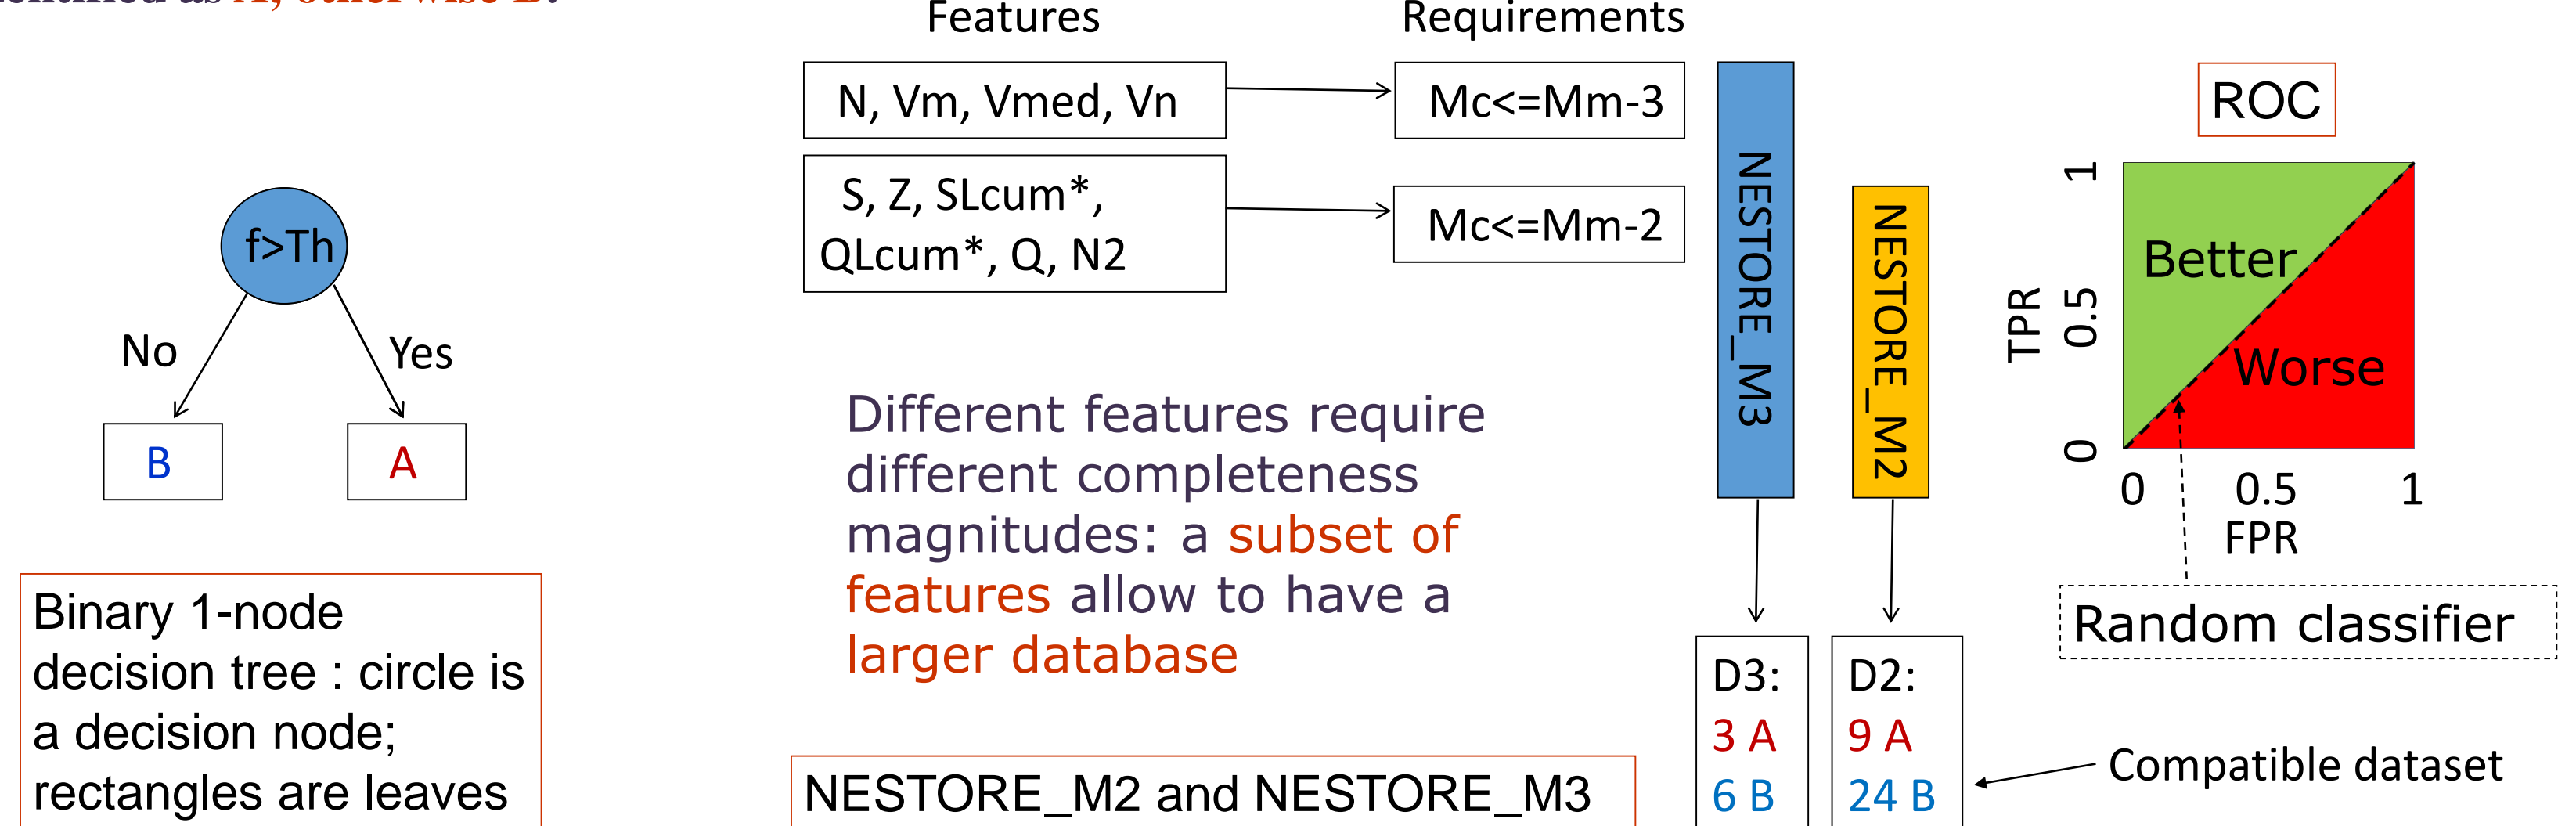 as A, otherwise B.
f>Th
No
Yes
B
A
Binary 1-node
decision tree : circle is
a decision node;
rectangles are leaves
Features
Requirements
N, Vm, Vmed, Vn
Mc<=Mm-3
S, Z, SLcum*,
QLcum*, Q, N2
Mc<=Mm-2
Different features require
different completeness
magnitudes: a subset of
features allow to have a
larger database
NESTORE_M2 and NESTORE_M3
NESTORE_M3
NESTORE_M2
D3:
3 A
6 B
D2:
9 A
24 B
Compatible dataset
ROC
Better
Worse
TPR
1
0.5
0
0
0.5
1
FPR
Random classifier